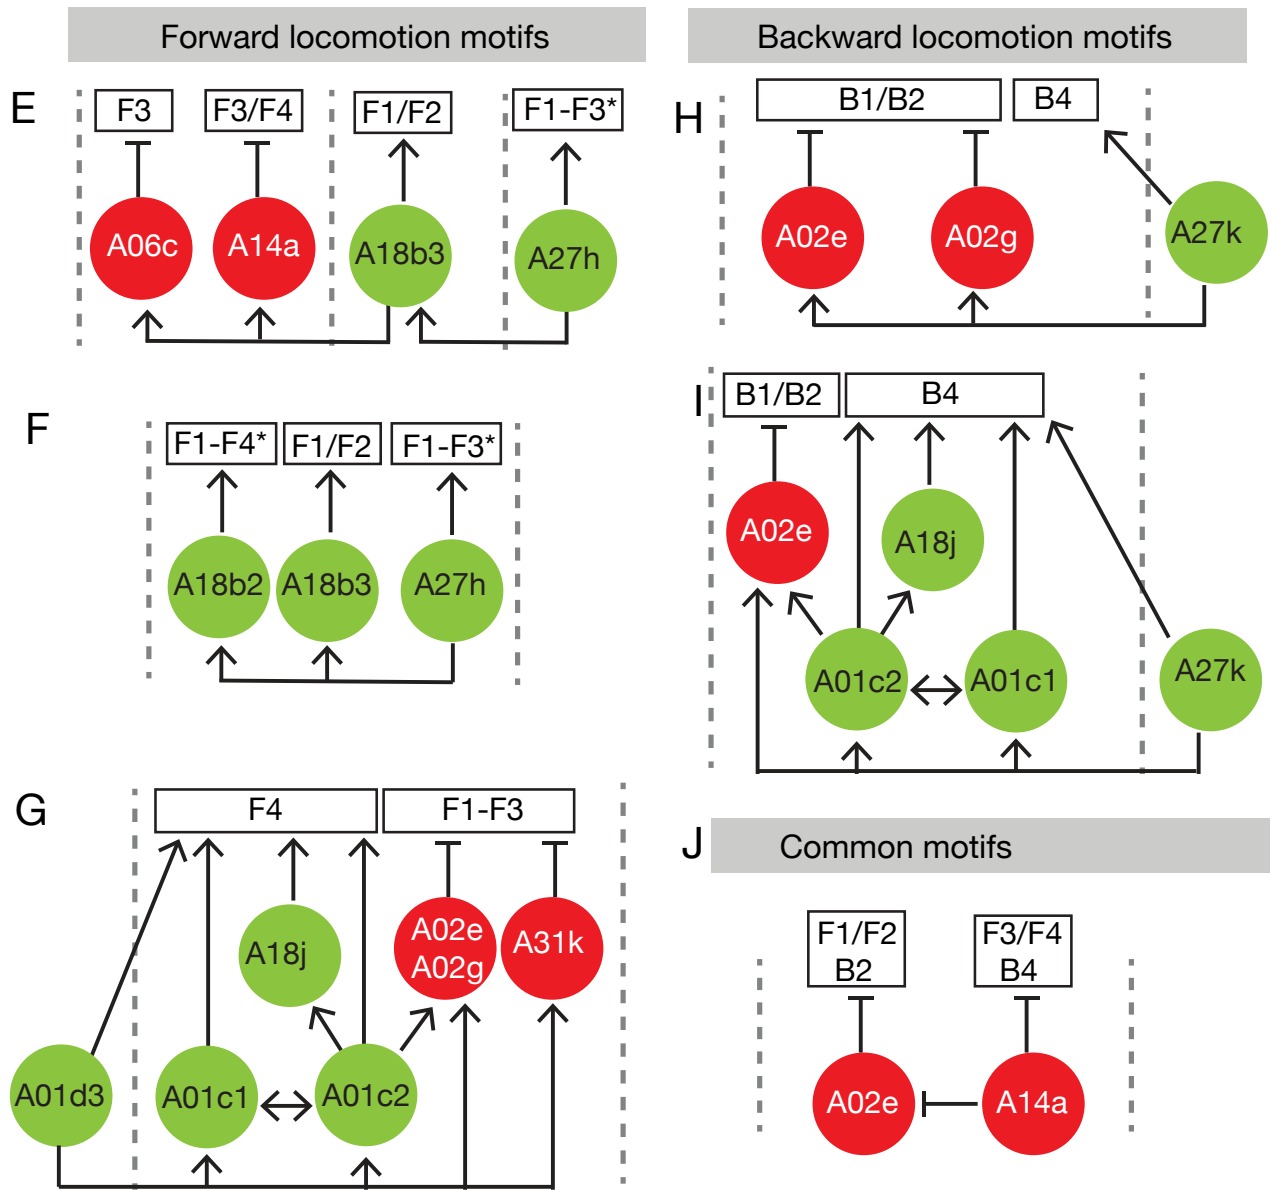 Forward locomotion motifs
Backward locomotion motifs
E
F3
F3/F4
F1/F2
F1-F3*
A06c
A14a
A18b3
A27h
H
B1/B2
B4
A02e
A02g
A27k
F
F1-F4*
F1/F2
F1-F3*
A18b2
A18b3
A27h
I
B1/B2
B4
A02e
A18j
A01c2
A01c1
A27k
G
F4
F1-F3
A18j
A02e
A02g
A31k
A01d3
A01c1
A01c2
J
Common motifs
F1/F2
B2
F3/F4
B4
A02e
A14a